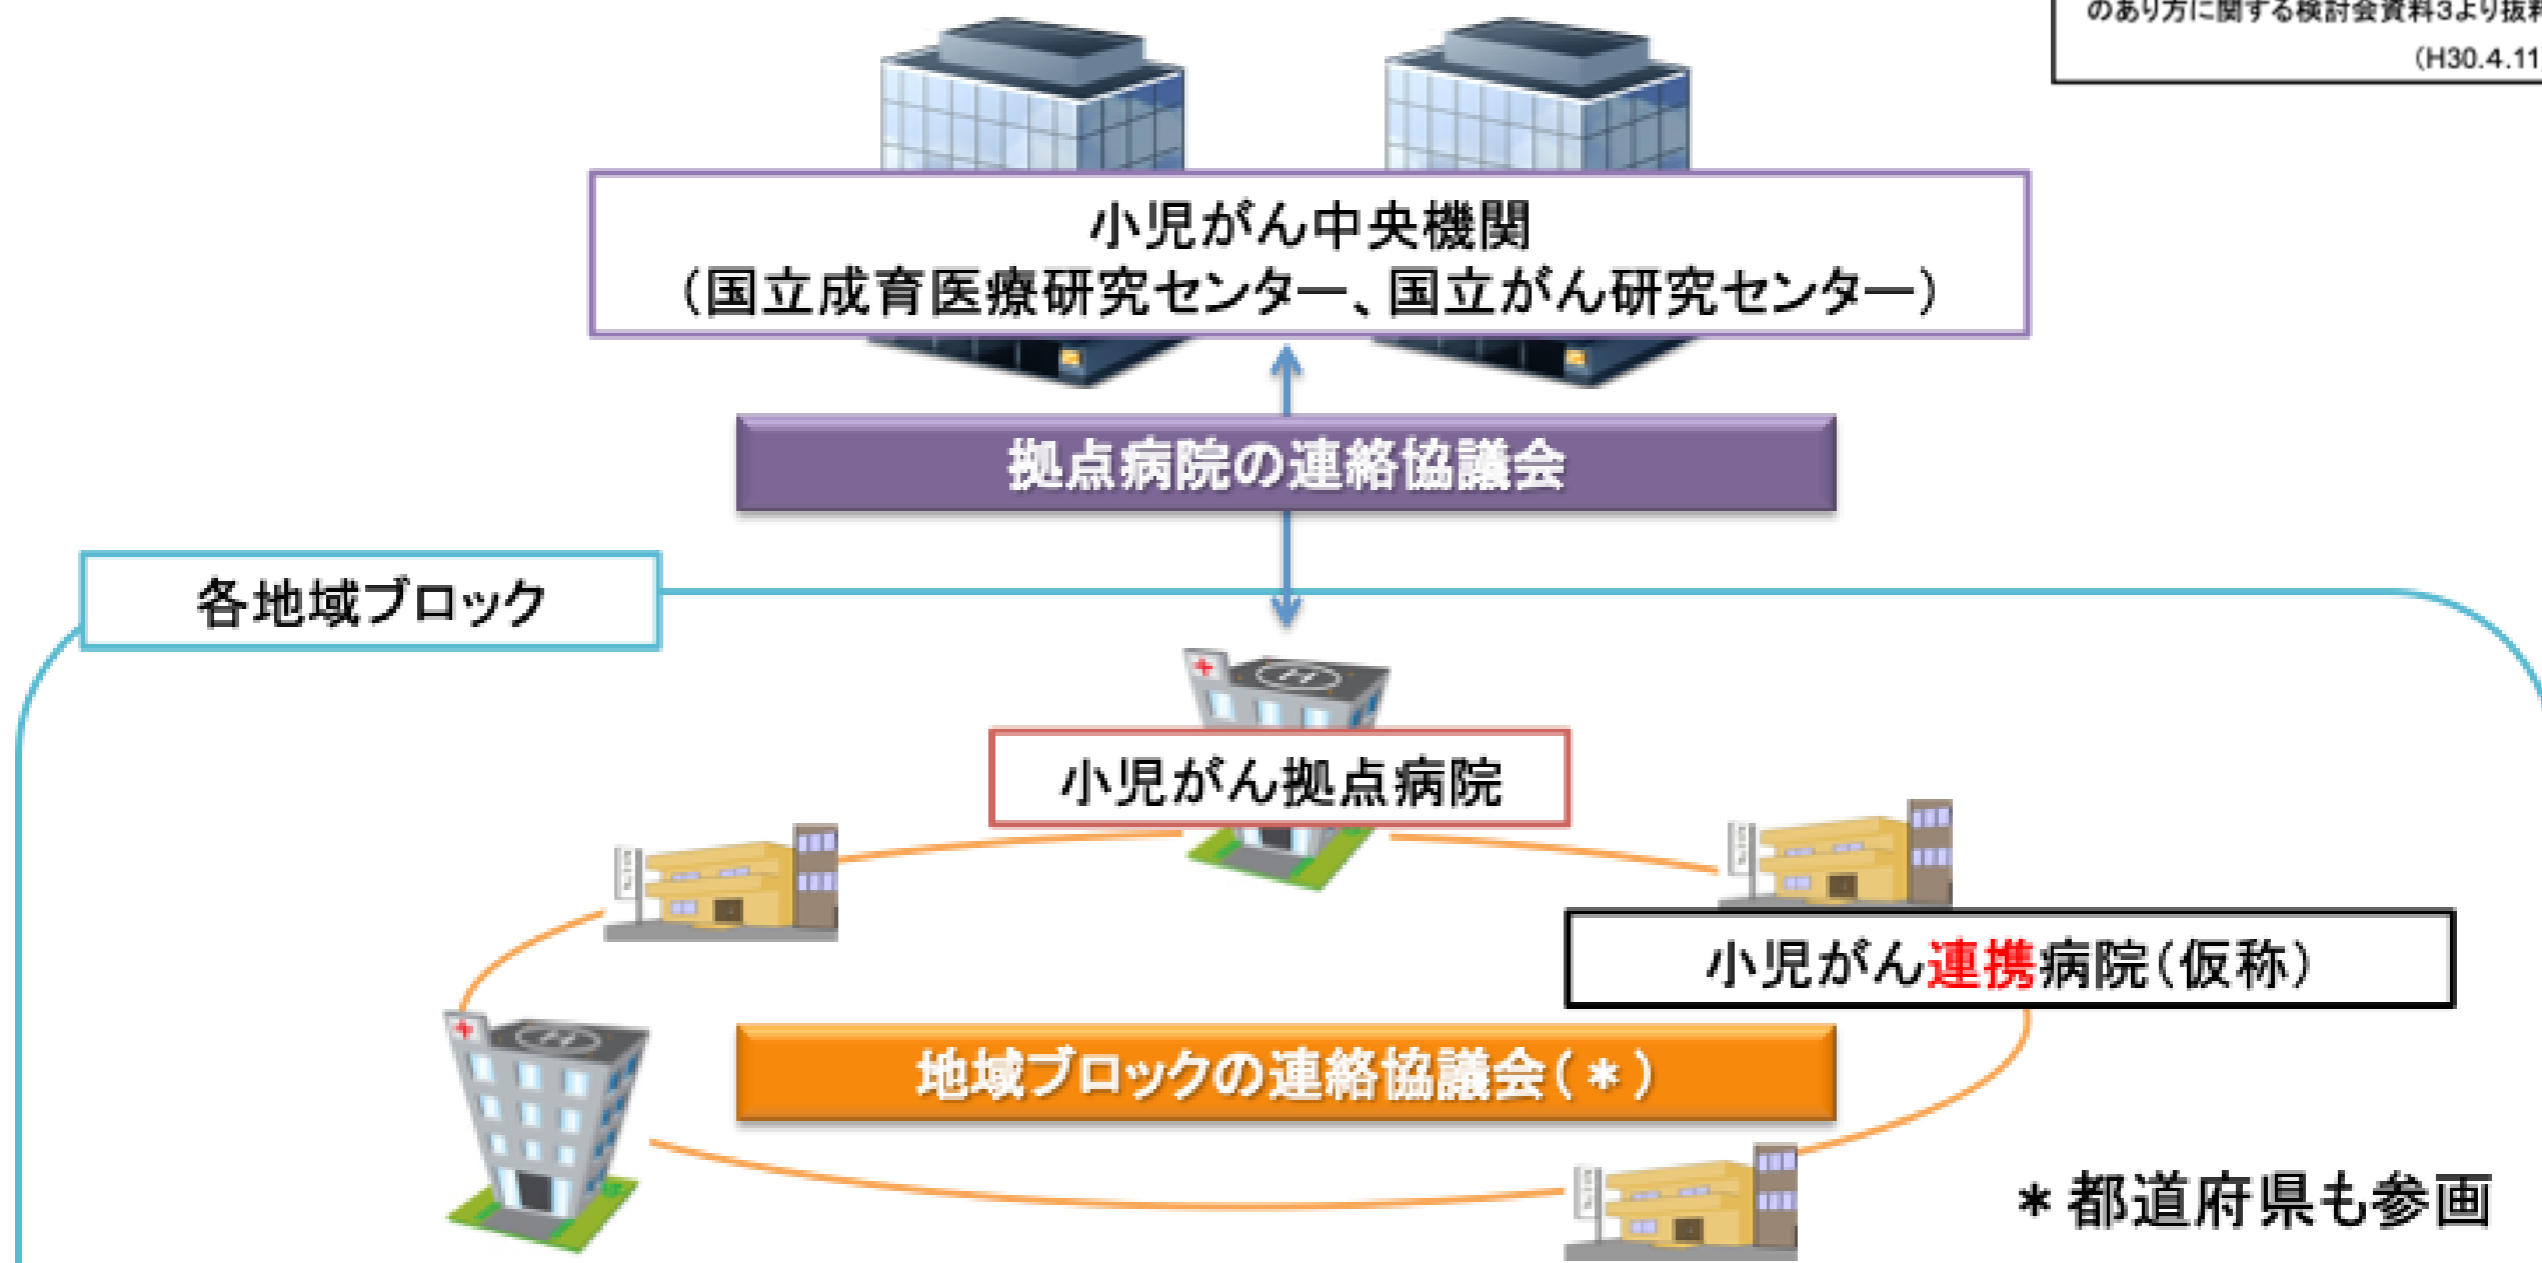 のあり方に関する検討会資料3より抜粋
(H30.4.11
小児がん中央機関
(国立成育医療研究センター、国立がん研究センター)
拠点病院の連絡協議会
各地域ブロック
小児がん拠点病院
小児がん連携病院(仮称)
地域ブロックの連絡協議会(*)
*都道府県も参画